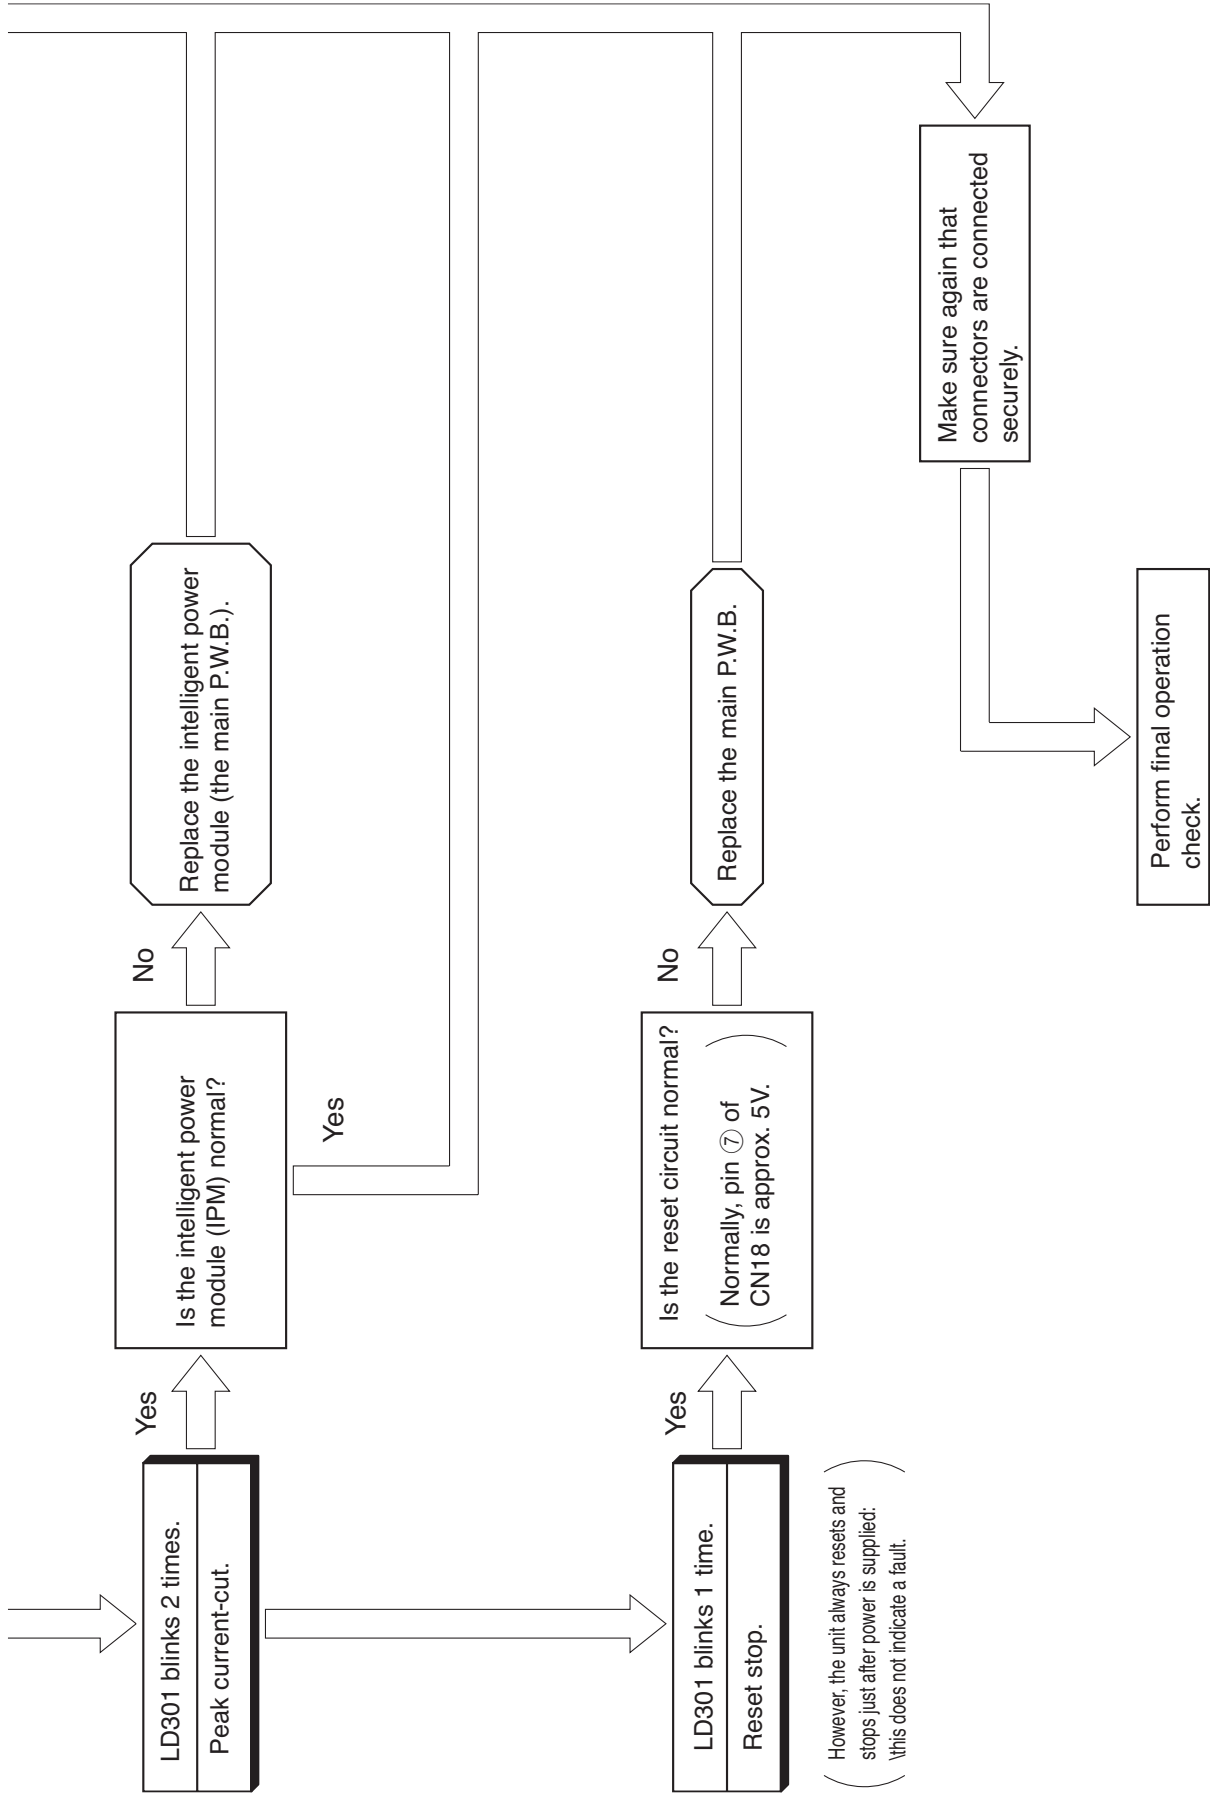 LD301 blinks 2 times.
Peak current-cut.
Yes
Is the intelligent power
module (IPM) normal?
No
Replace the intelligent power
module (the main P.W.B.).
Yes
LD301 blinks 1 time.
Reset stop.
However, the unit always resets and
stops just after power is supplied:
\this does not indicate a fault.
Yes
Is the reset circuit normal?
Normally, pin ⑦ of
CN18 is approx. 5V.
No
Replace the main P.W.B.
Make sure again that
connectors are connected
securely.
Perform final operation
check.